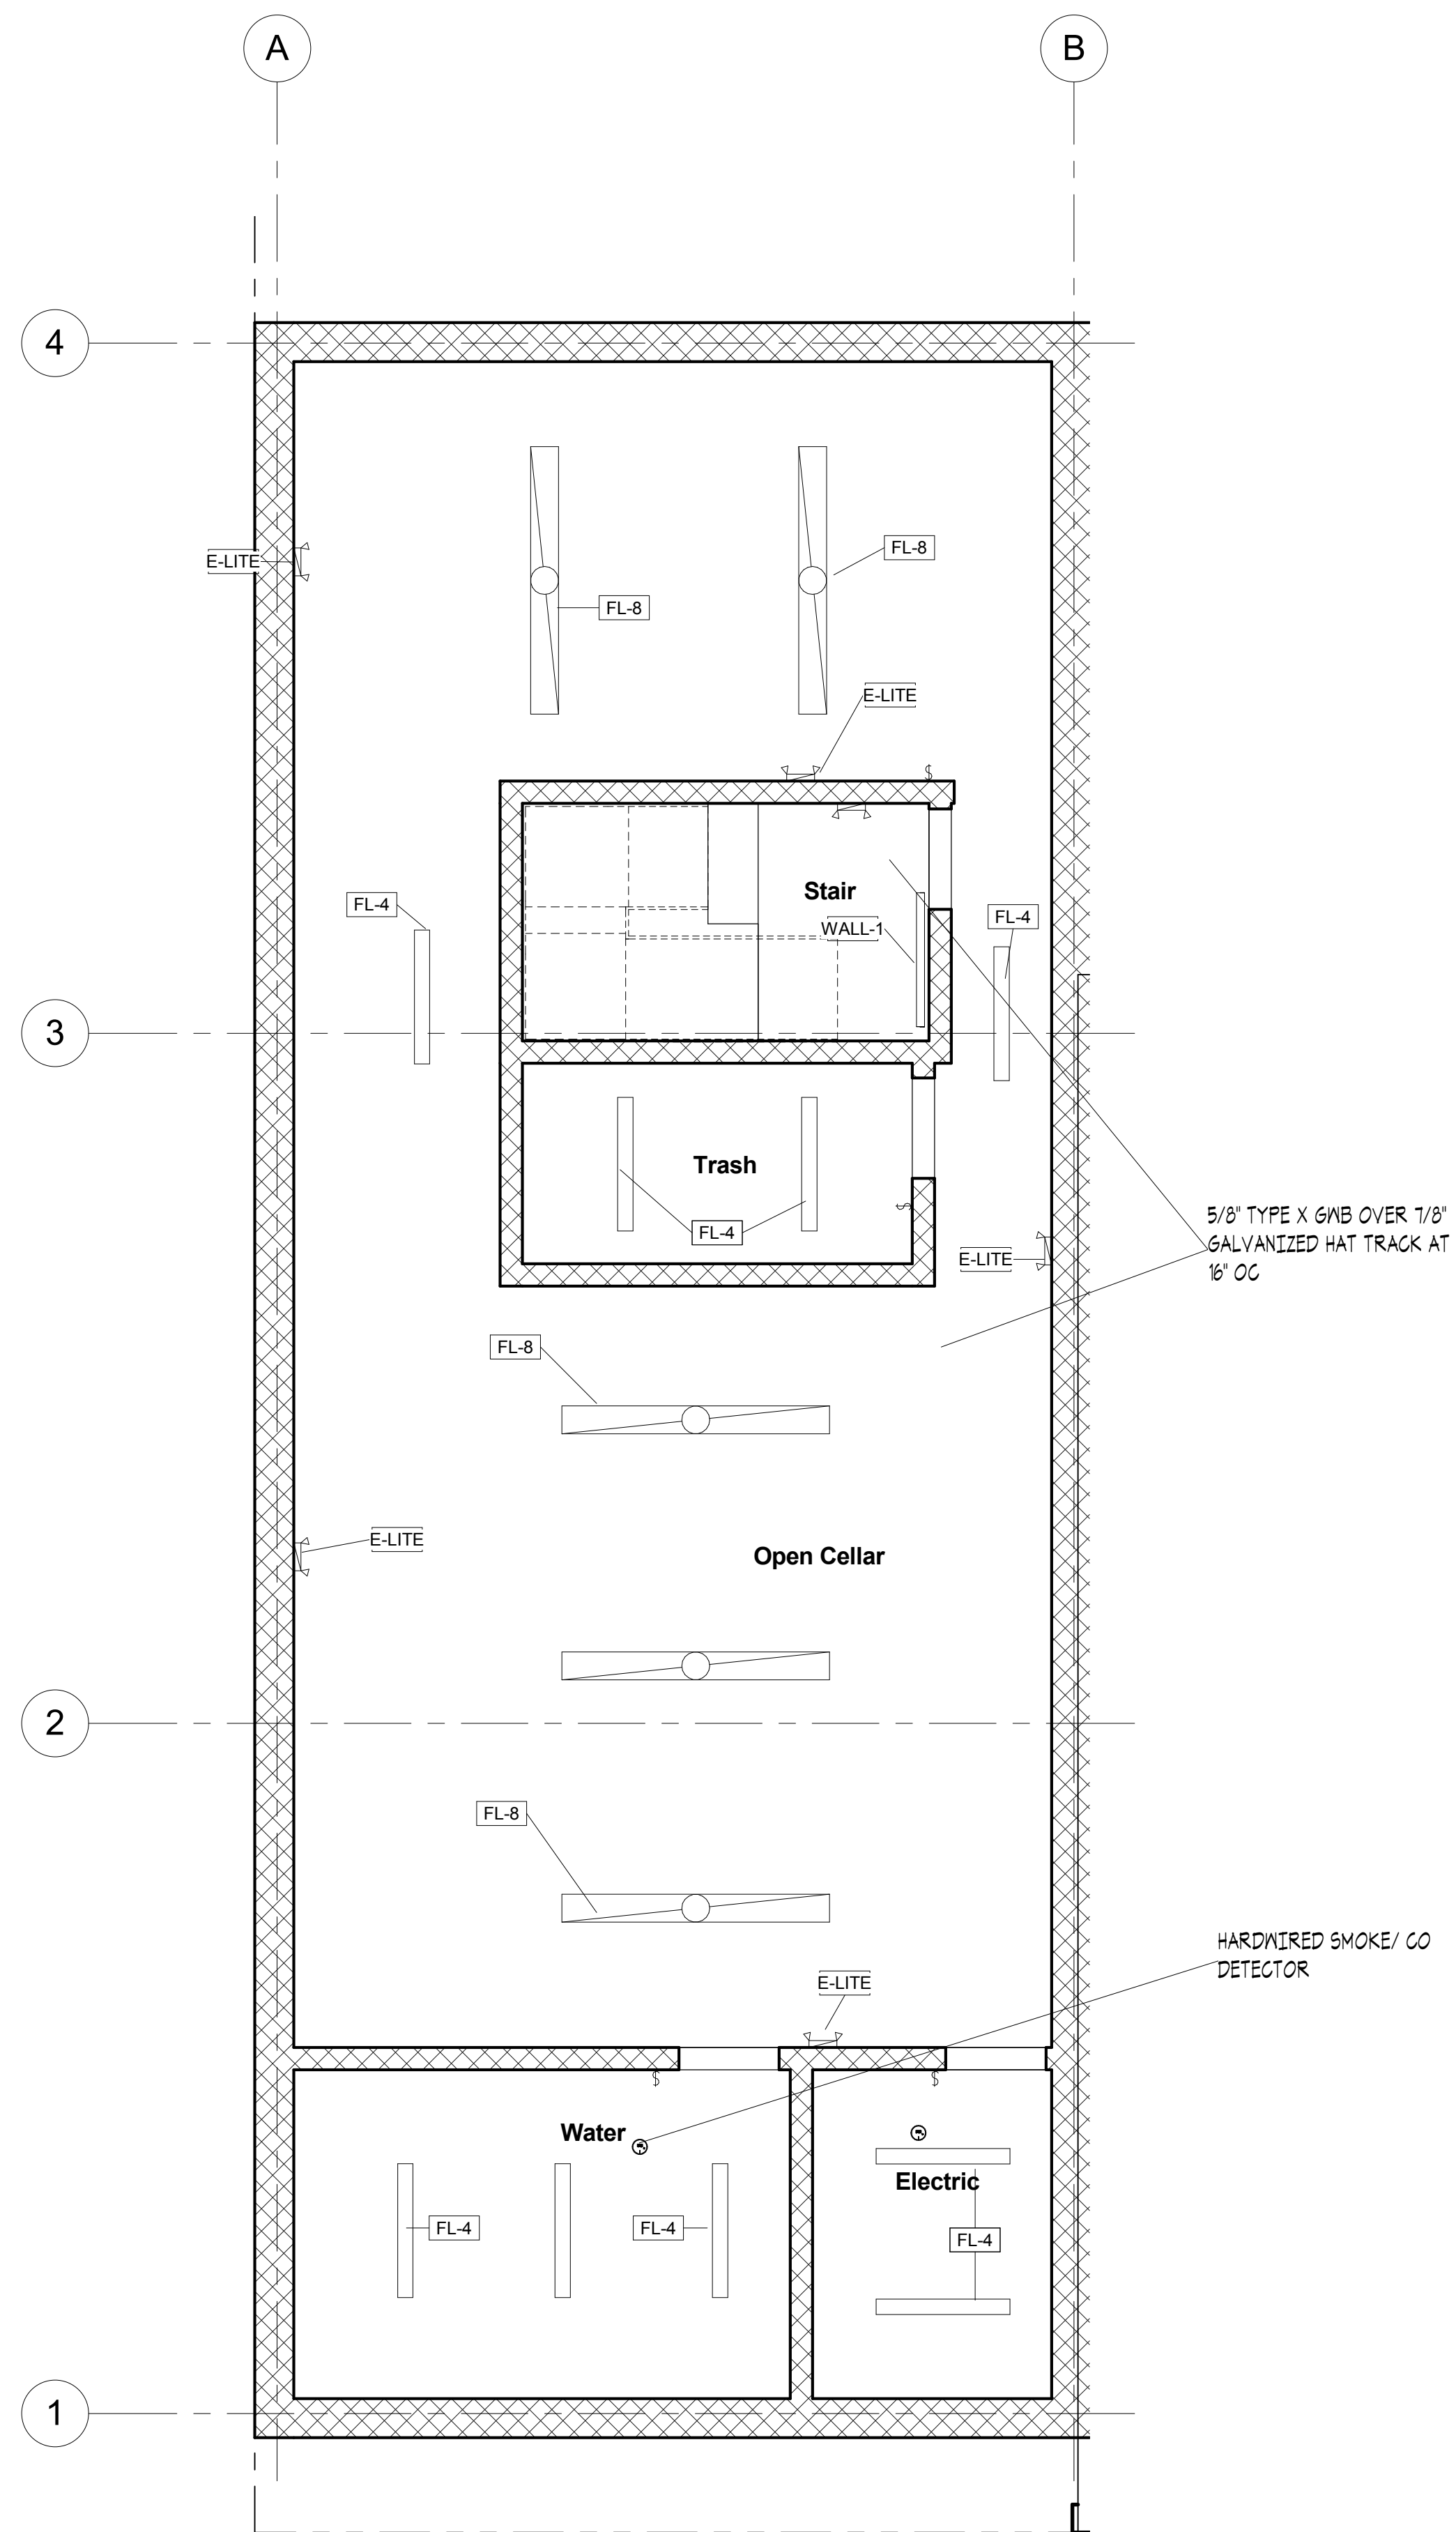 A
B
4
E-LITE
FL-8
FL-8
E-LITE
$
Stair
FL-4
WALL-1
FL-4
3
Trash
$
FL-4
5/8" TYPE X GWB OVER 7/8"
GALVANIZED HAT TRACK AT
16" OC
E-LITE
FL-8
E-LITE
Open Cellar
2
FL-8
HARDWIRED SMOKE/ CO
DETECTOR
E-LITE
$
$
Water
Electric
FL-4
FL-4
FL-4
1